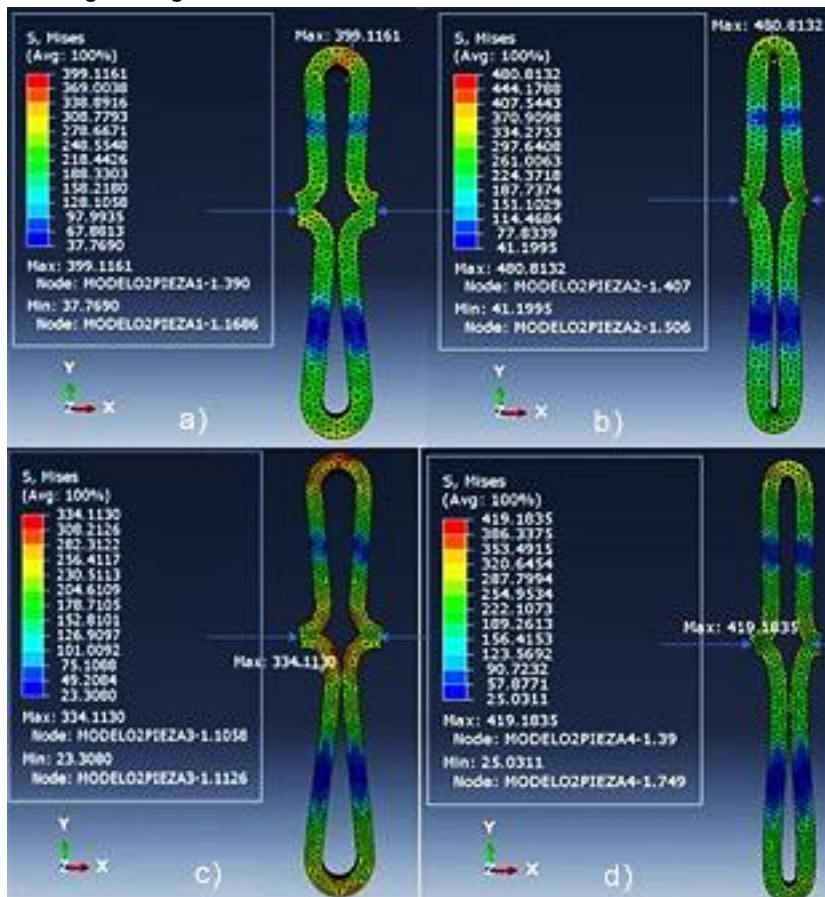 Max: 399.1161
S, Mises
(Avg: 100%)
399.1161
369.0038
338.8916
308.7793
278.6671
248.5548
218.4426
188.3303
158.2180
128.1058
97.9935
67.8813
37.7690
Max: 399.1161
Node: MODELO2PIEZA1-1.390
Min: 37.7690
Node: MODELO2PIEZA1-1.1686
Y
X
a)
Max: 480.8132
S, Mises
(Avg: 100%)
480.8132
444.1788
407.5443
370.9098
334.2753
297.6408
261.0063
224.3718
187.7374
151.1029
114.4684
77.8339
41.1995
Max: 480.8132
Node: MODELO2PIEZA2-1.407
Min: 41.1995
Node: MODELO2PIEZA2-1.506
Y
X
b)
S, Mises
(Avg: 100%)
334.1130
308.2126
282.3122
256.4117
230.5113
204.6109
178.7105
152.8101
126.9097
101.0092
75.1088
49.2084
23.3080
Max: 334.1130
Max: 334.1130
Node: MODELO2PIEZA3-1.1058
Min: 23.3080
Node: MODELO2PIEZA3-1.1126
Y
X
c)
S, Mises
(Avg: 100%)
419.1835
386.3375
353.4915
320.6454
287.7994
254.9534
222.1073
189.2613
156.4153
123.5692
90.7232
57.8771
25.0311
Max: 419.1835
Max: 419.1835
Node: MODELO2PIEZA4-1.39
Min: 25.0311
Node: MODELO2PIEZA4-1.749
Y
X
d)